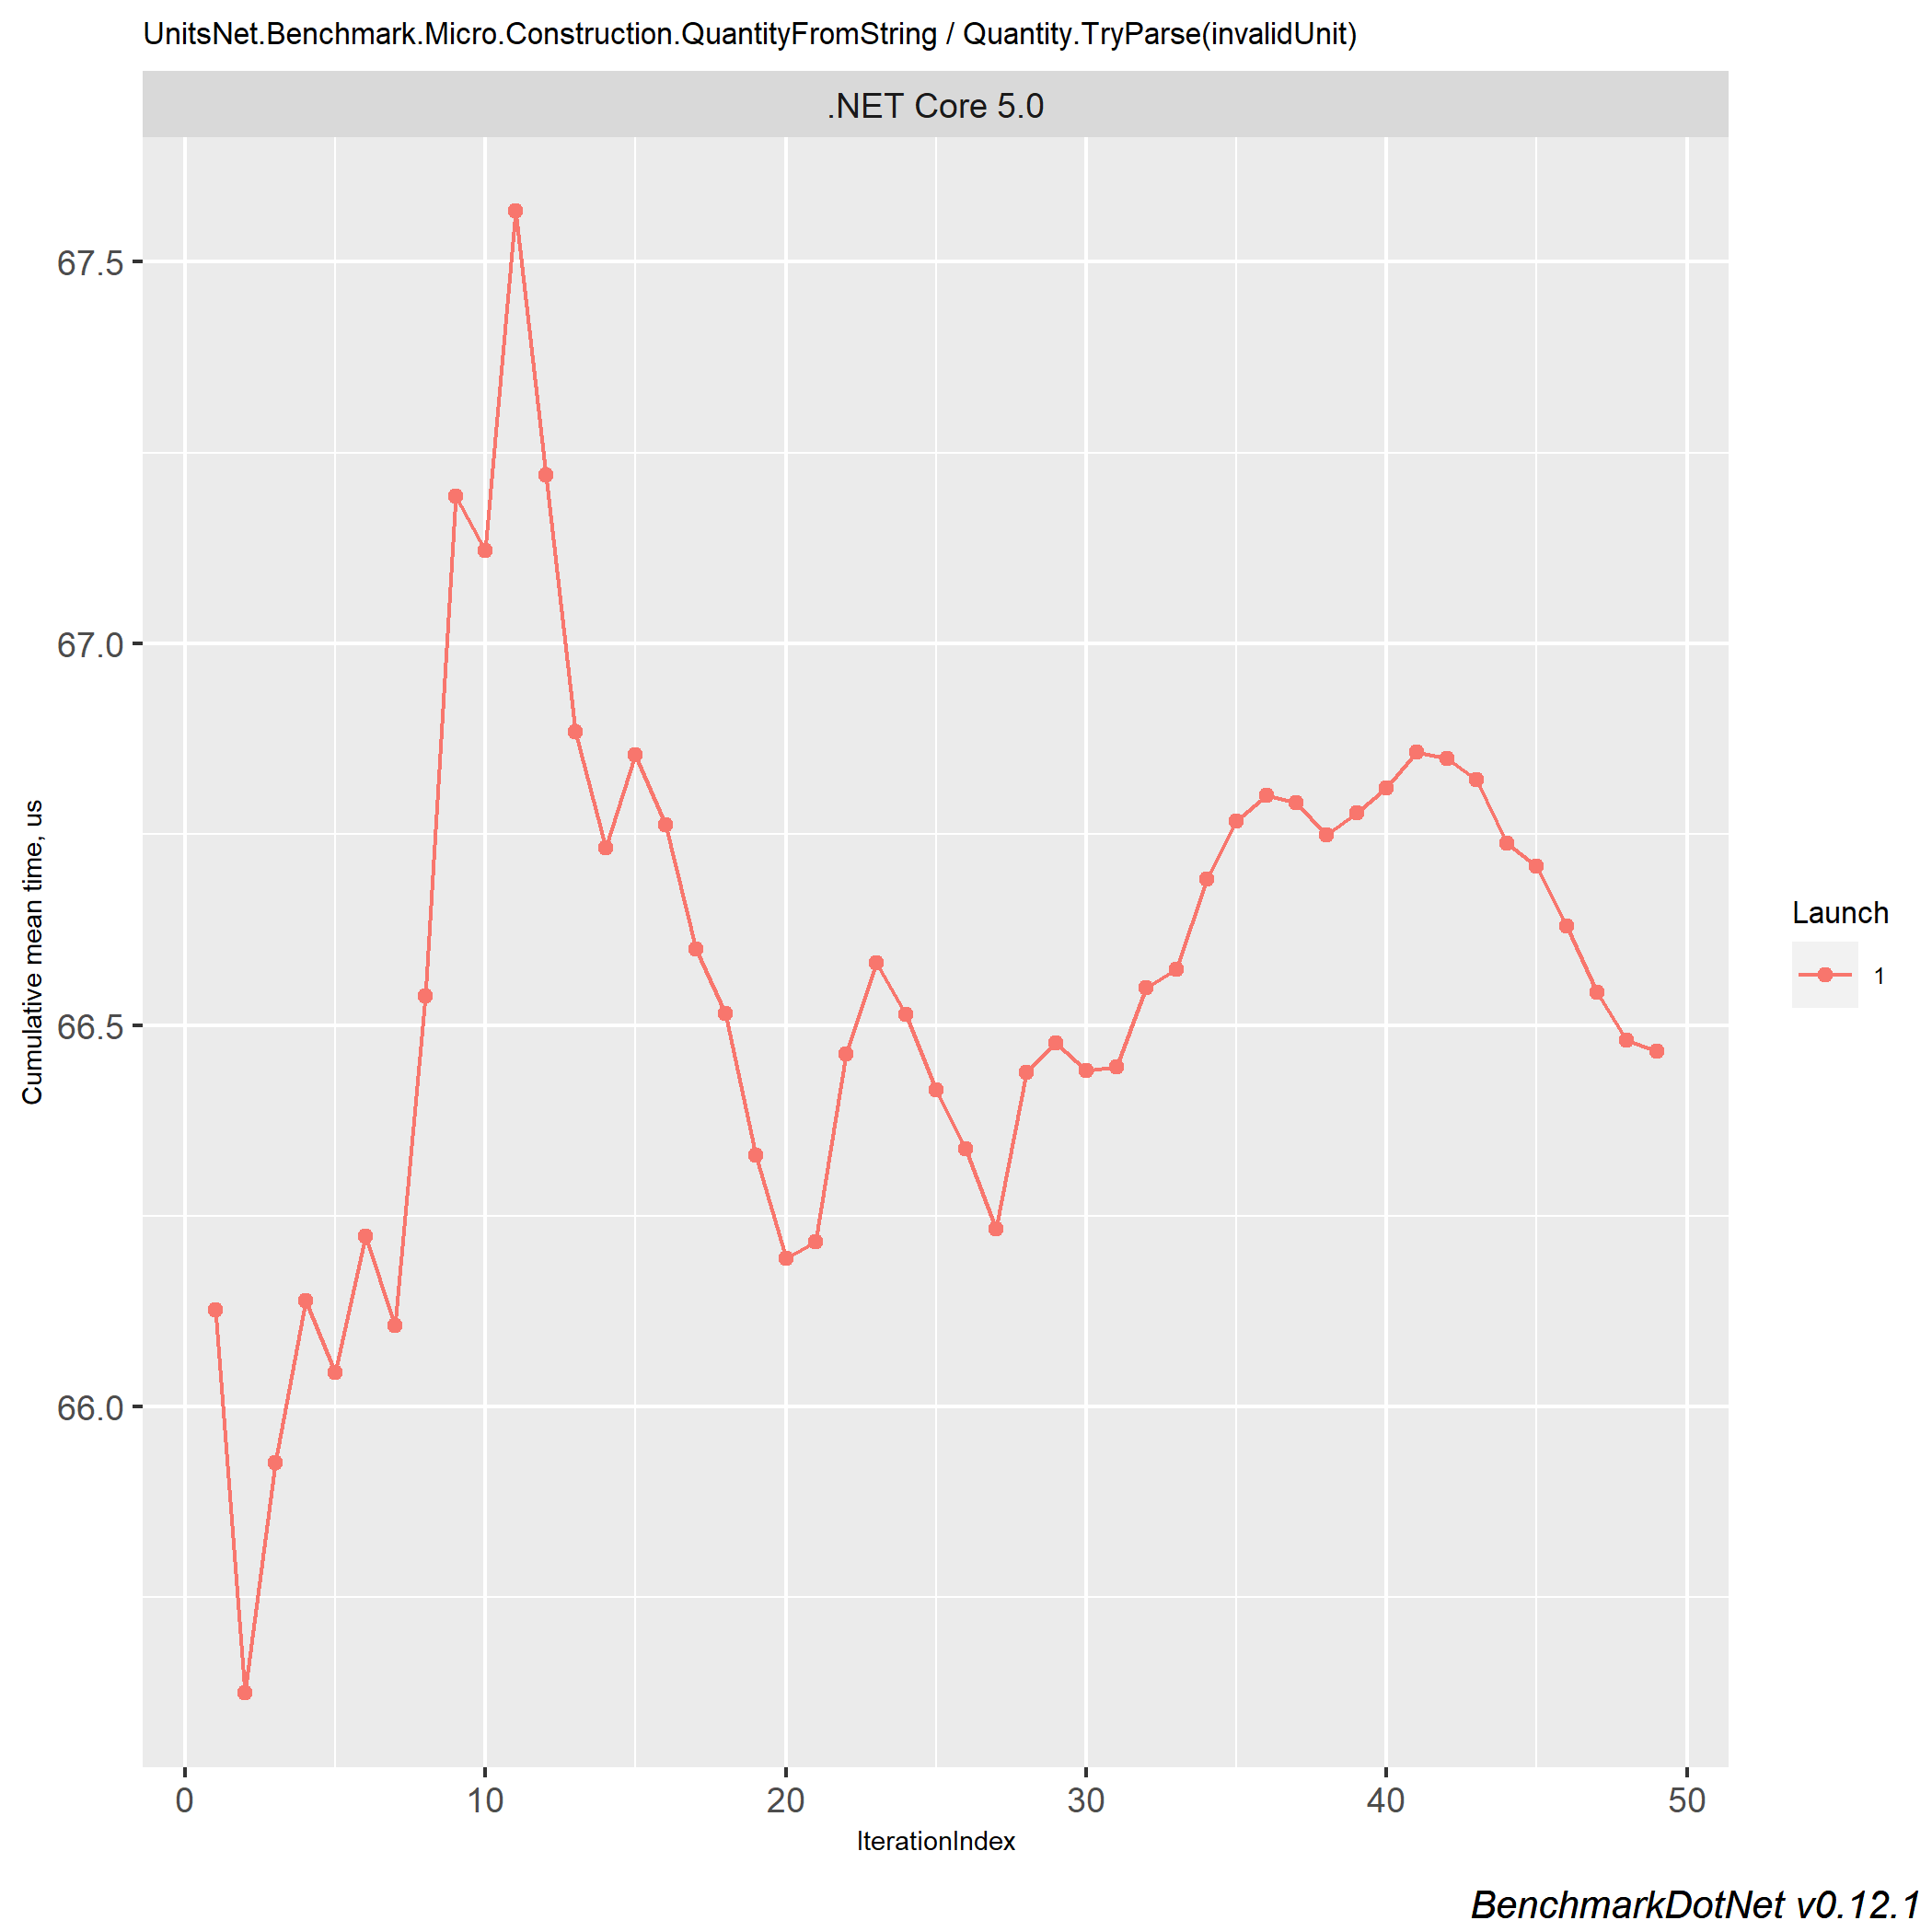 UnitsNet.Benchmark.Micro.Construction.QuantityFromString / Quantity.TryParse(invalidUnit)
.NET Core 5.0
67.5
67.0
66.5
66.0
Cumulative mean time, us
0 10 20 30 40 50
IterationIndex
Launch
1
BenchmarkDotNet v0.12.1